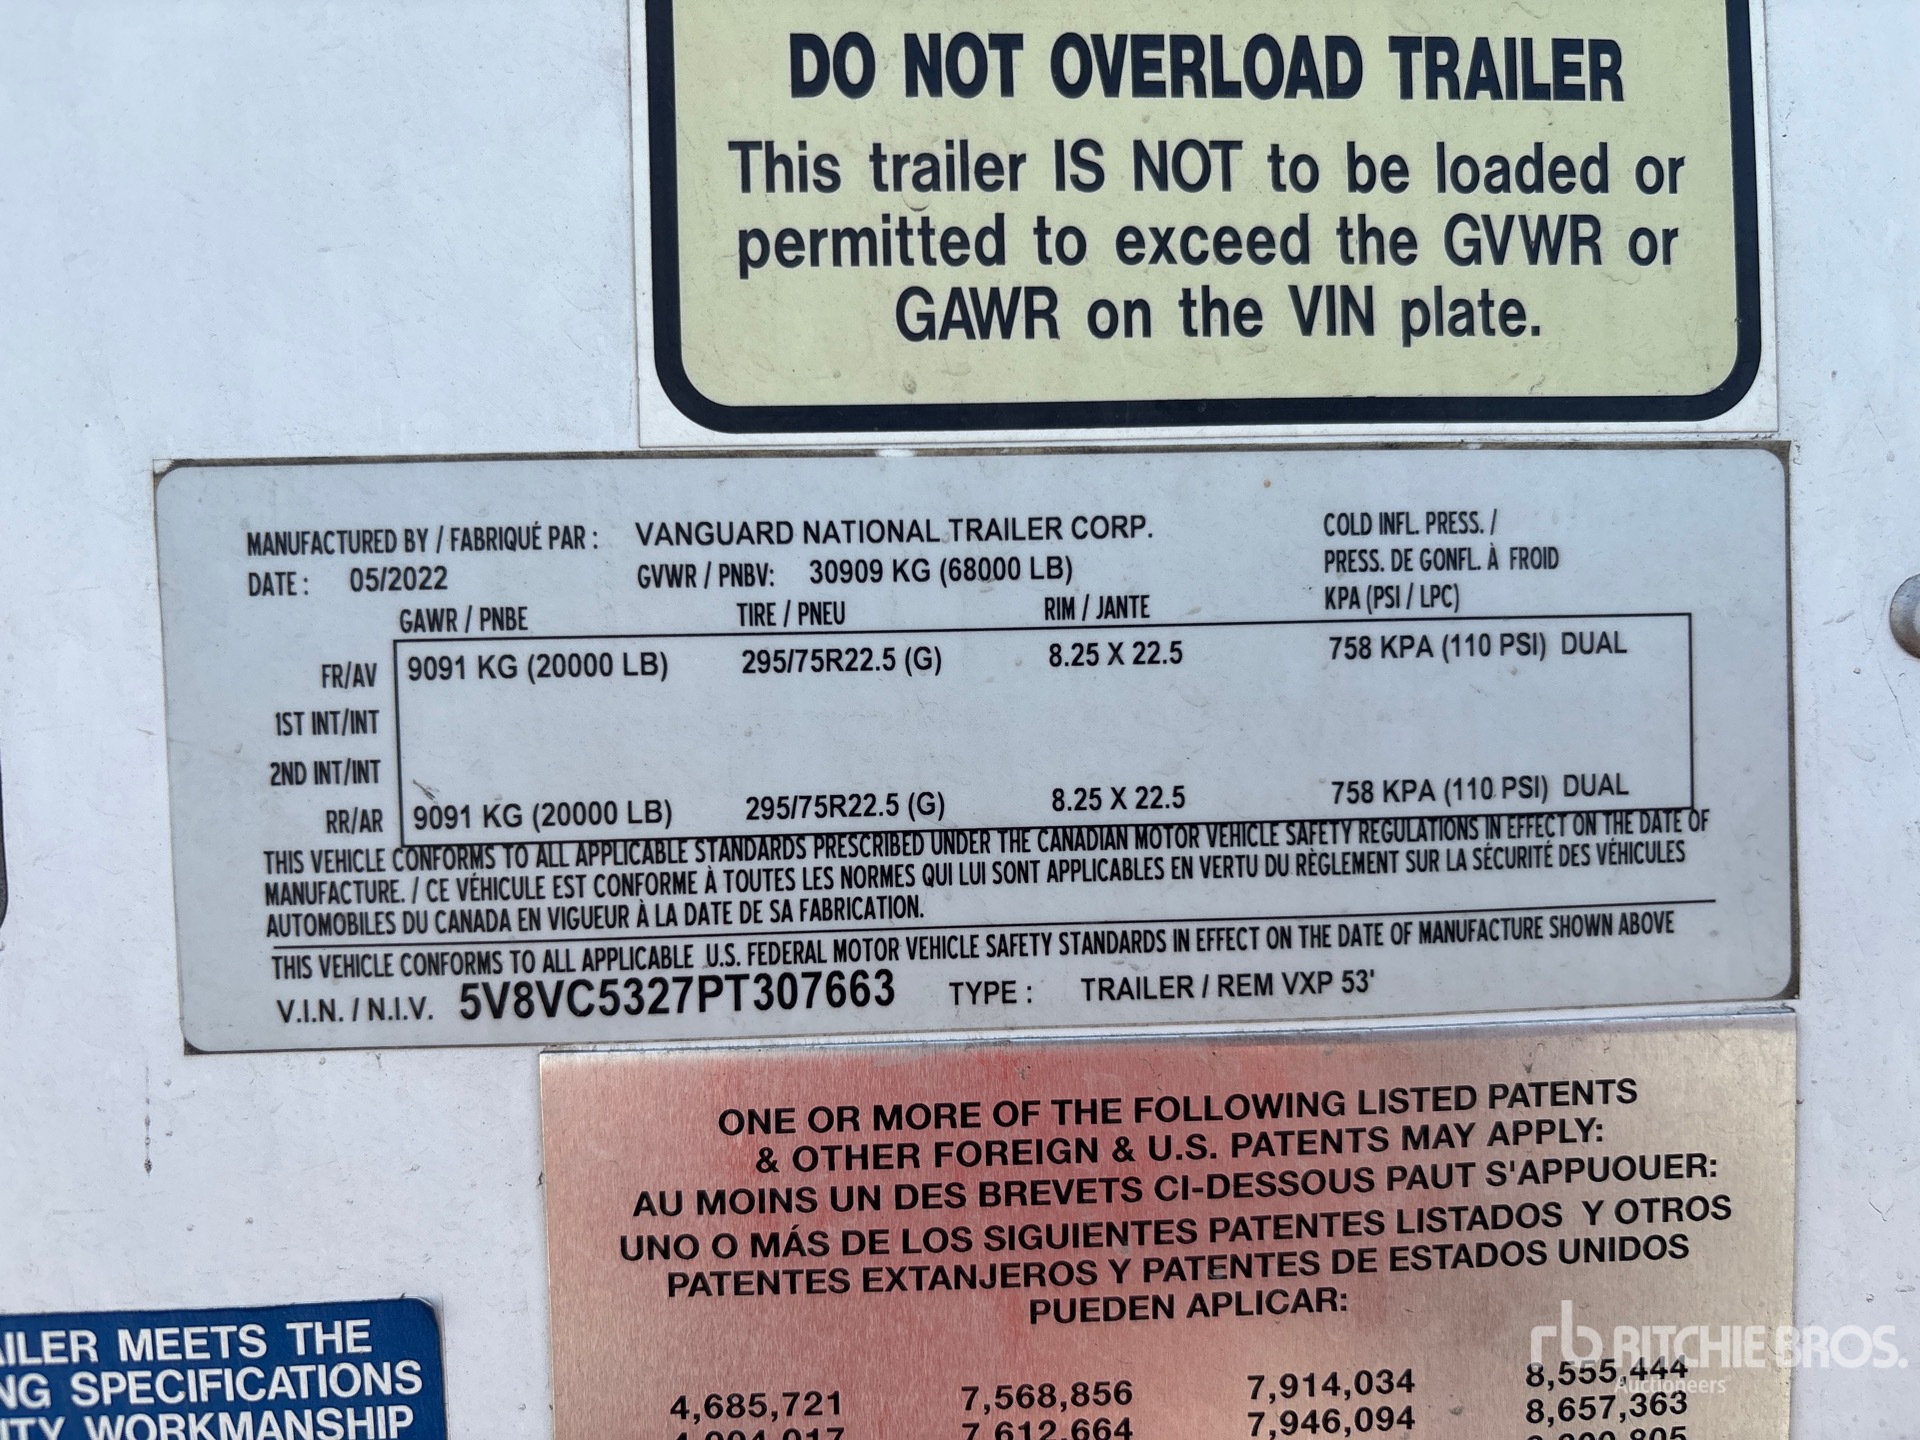 DO NOT OVERLOAD TRAILER
This trailer IS NOT to be loaded or
permitted to exceed the GVWR or
GAWR on the VIN plate.
MANUFACTURED BY / FABRIQUÉ PAR : VANGUARD NATIONAL TRAILER CORP.
DATE : 05/2022 GVWR / PNBV: 30909 KG (68000 LB)
COLD INFL. PRESS. /
PRESS. DE GONFL. À FROID
KPA (PSI / LPC)
GAWR / PNBE TIRE / PNEU RIM / JANTE
FR/AV 9091 KG (20000 LB) 295/75R22.5 (G) 8.25 X 22.5 758 KPA (110 PSI) DUAL
1ST INT/INT
2ND INT/INT
RR/AR 9091 KG (20000 LB) 295/75R22.5 (G) 8.25 X 22.5 758 KPA (110 PSI) DUAL
THIS VEHICLE CONFORMS TO ALL APPLICABLE STANDARDS PRESCRIBED UNDER THE CANADIAN MOTOR VEHICLE SAFETY REGULATIONS IN EFFECT ON THE DATE OF
MANUFACTURE. / CE VÉHICULE EST CONFORME À TOUTES LES NORMES QUI LUI SONT APPLICABLES EN VERTU DU RÈGLEMENT SUR LA SÉCURITÉ DES VÉHICULES
AUTOMOBILES DU CANADA EN VIGUEUR À LA DATE DE SA FABRICATION.
THIS VEHICLE CONFORMS TO ALL APPLICABLE U.S. FEDERAL MOTOR VEHICLE SAFETY STANDARDS IN EFFECT ON THE DATE OF MANUFACTURE SHOWN ABOVE
V.I.N. / N.I.V. 5V8VC5327PT307663 TYPE : TRAILER / REM VXP 53'
ONE OR MORE OF THE FOLLOWING LISTED PATENTS
& OTHER FOREIGN & U.S. PATENTS MAY APPLY:
AU MOINS UN DES BREVETS CI-DESSOUS PAUT S'APPUOUER:
UNO O MÁS DE LOS SIGUIENTES PATENTES LISTADOS Y OTROS
PATENTES EXTANJEROS Y PATENTES DE ESTADOS UNIDOS
PUEDEN APLICAR:
4,685,721 7,568,856 7,914,034 8,555,444
7,612,664 7,946,094 8,657,363
MEETS THE
SPECIFICATIONS
WORKMANSHIP
rb RITCHIE BROS.
Auctioneers